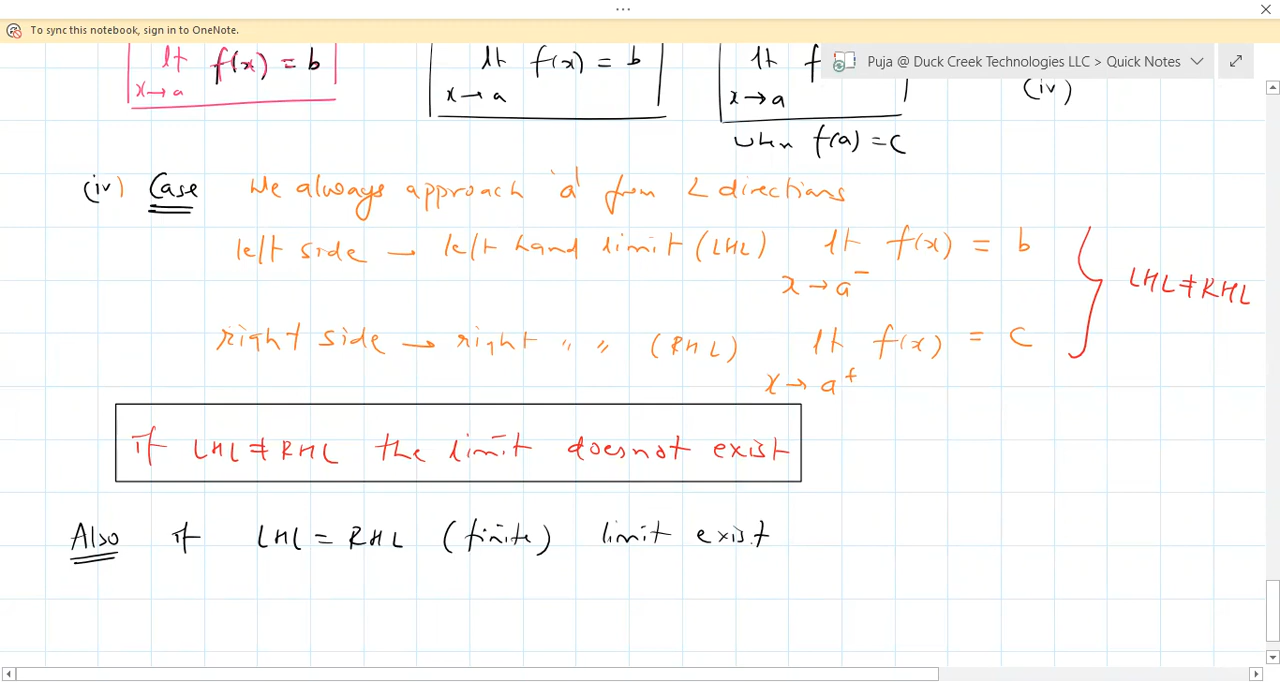 To sync this notebook, sign in to OneNote.
Puja @ Duck Creek Technologies LLC > Quick Notes
lt f(x) = b
x→a
lt f(x) = b
x→a
lt f
x→a
when f(a) = c
(iv)
(iv) Case We always approach 'a' from 2 directions
left side → left hand limit (LHL) lt f(x) = b
x→a⁻
LHL ≠ RHL
right side → right " " (RHL) lt f(x) = c
x→a⁺
If LHL ≠ RHL the limit doesnot exist
Also if LHL = RHL (finite) limit exist